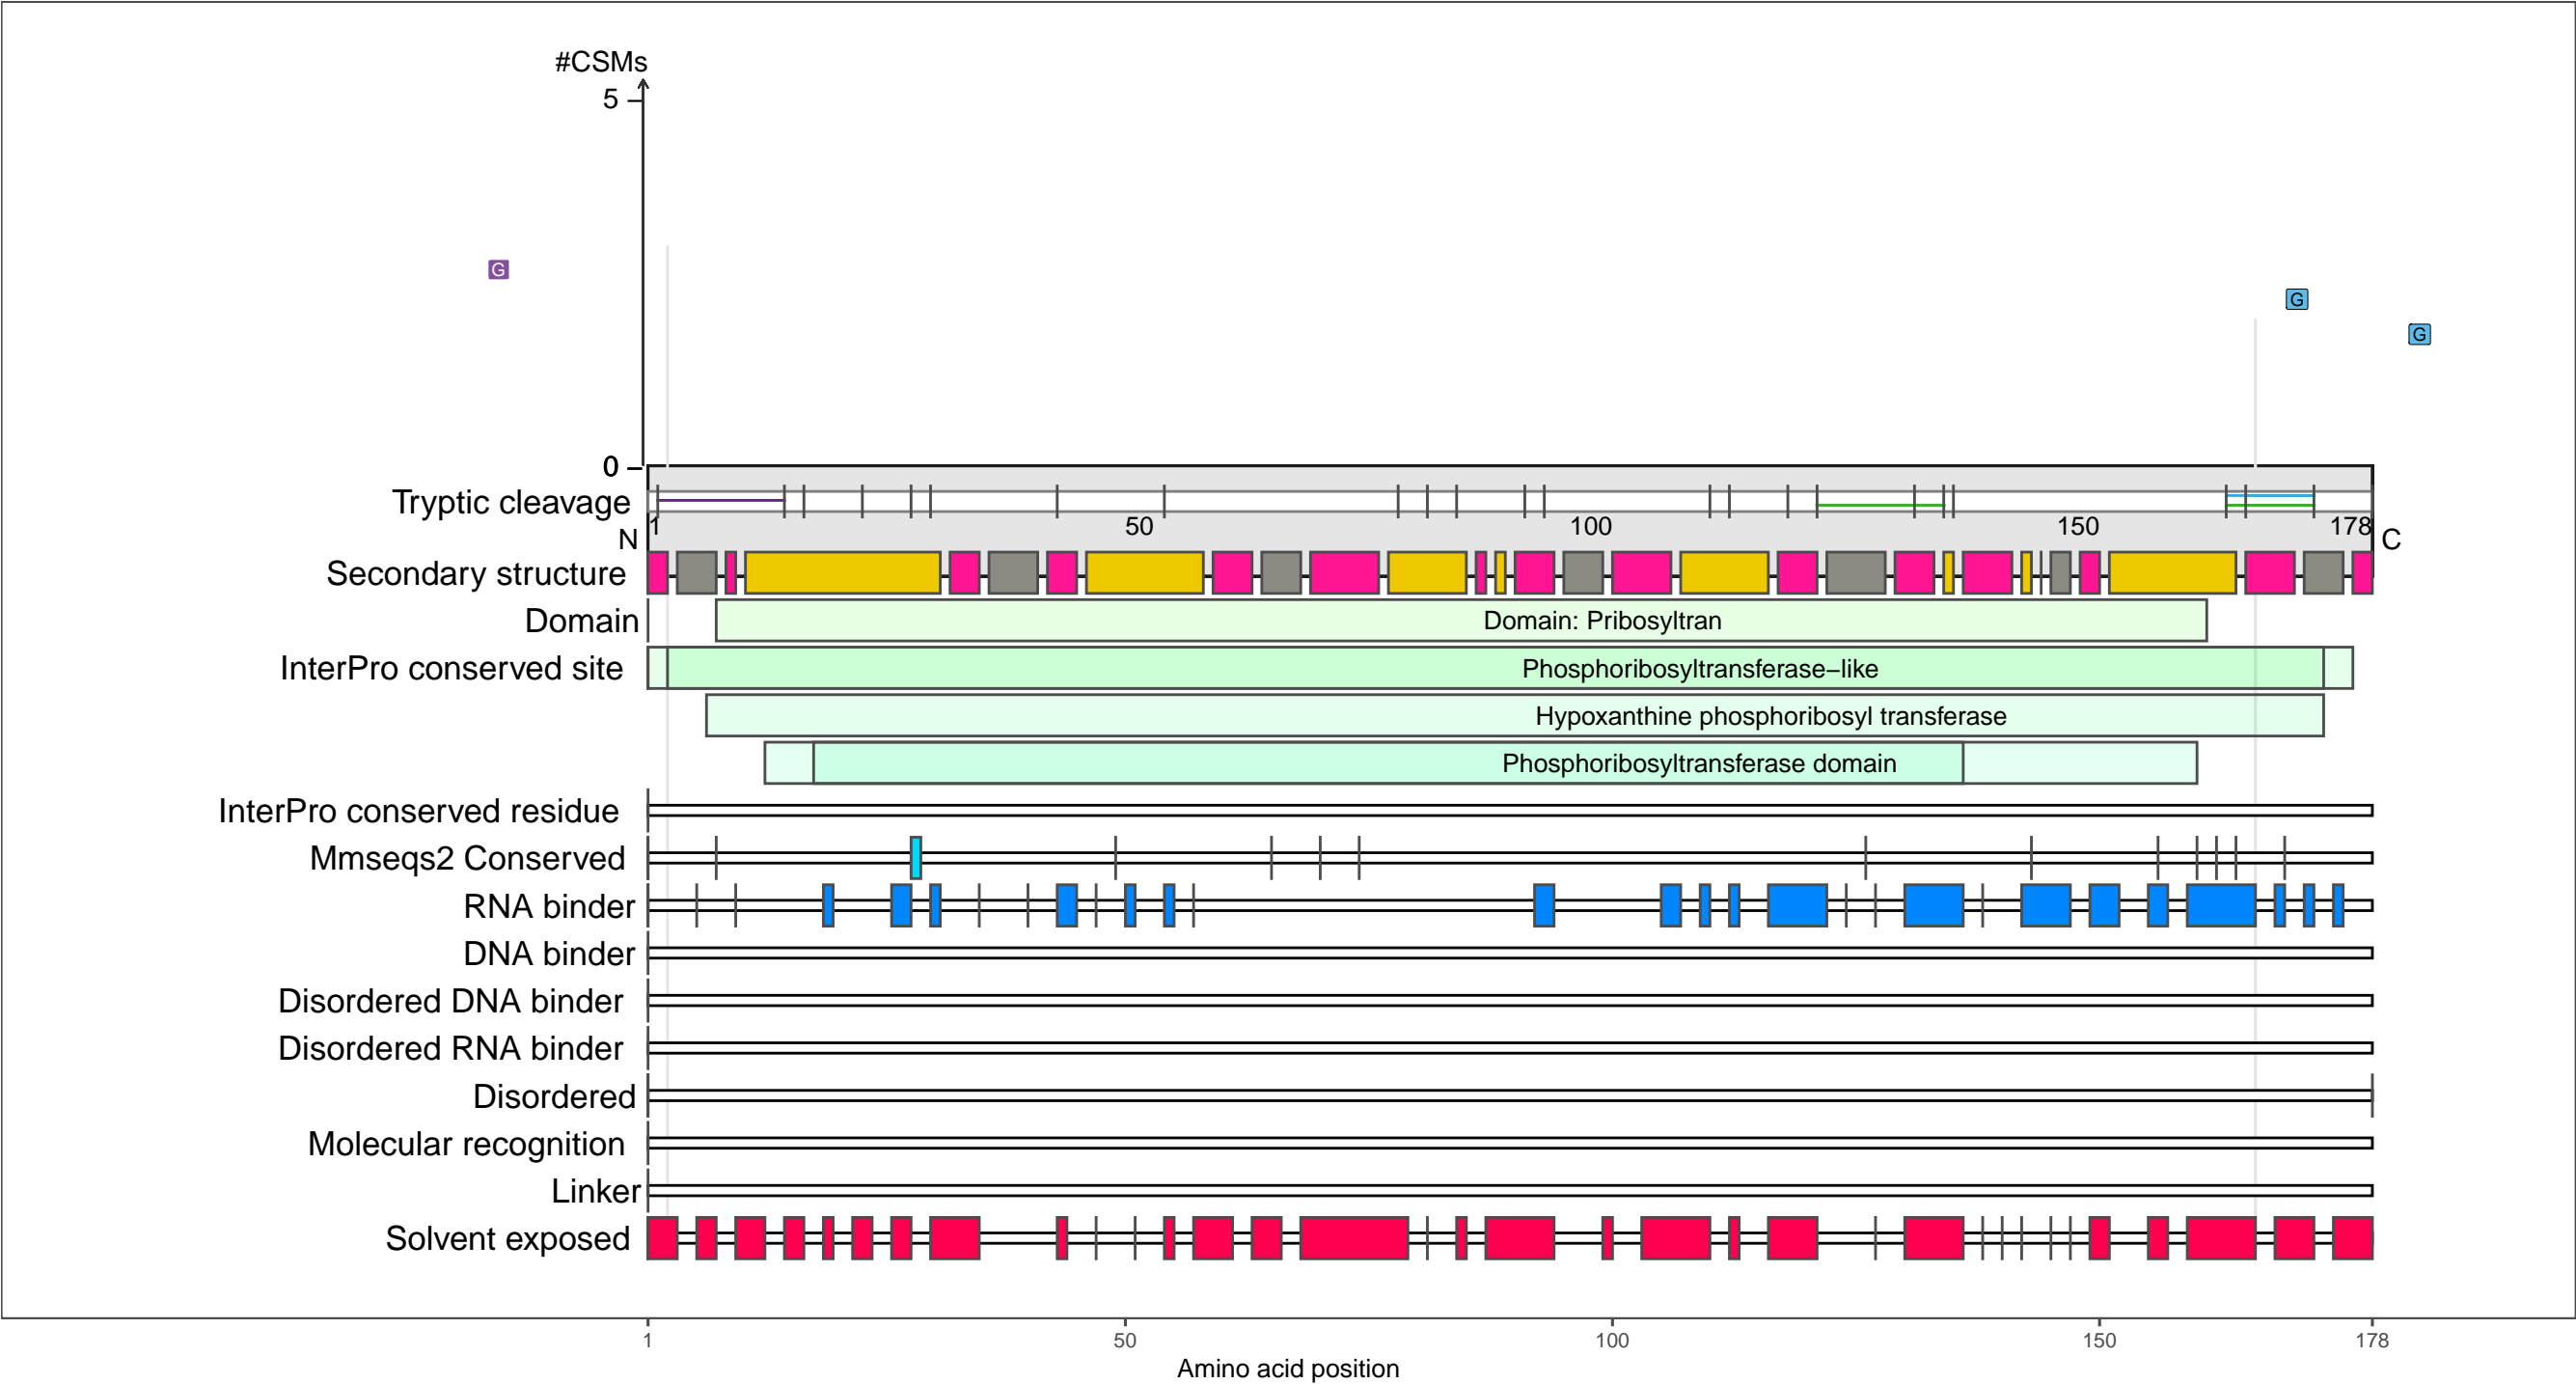 #CSMs
5
G
G
G
0
Tryptic cleavage
1 50 100 150 178
N C
Secondary structure
Domain Domain: Pribosyltran
InterPro conserved site Phosphoribosyltransferase−like
Hypoxanthine phosphoribosyl transferase
Phosphoribosyltransferase domain
InterPro conserved residue
Mmseqs2 Conserved
RNA binder
DNA binder
Disordered DNA binder
Disordered RNA binder
Disordered
Molecular recognition
Linker
Solvent exposed
1 50 100 150 178
Amino acid position